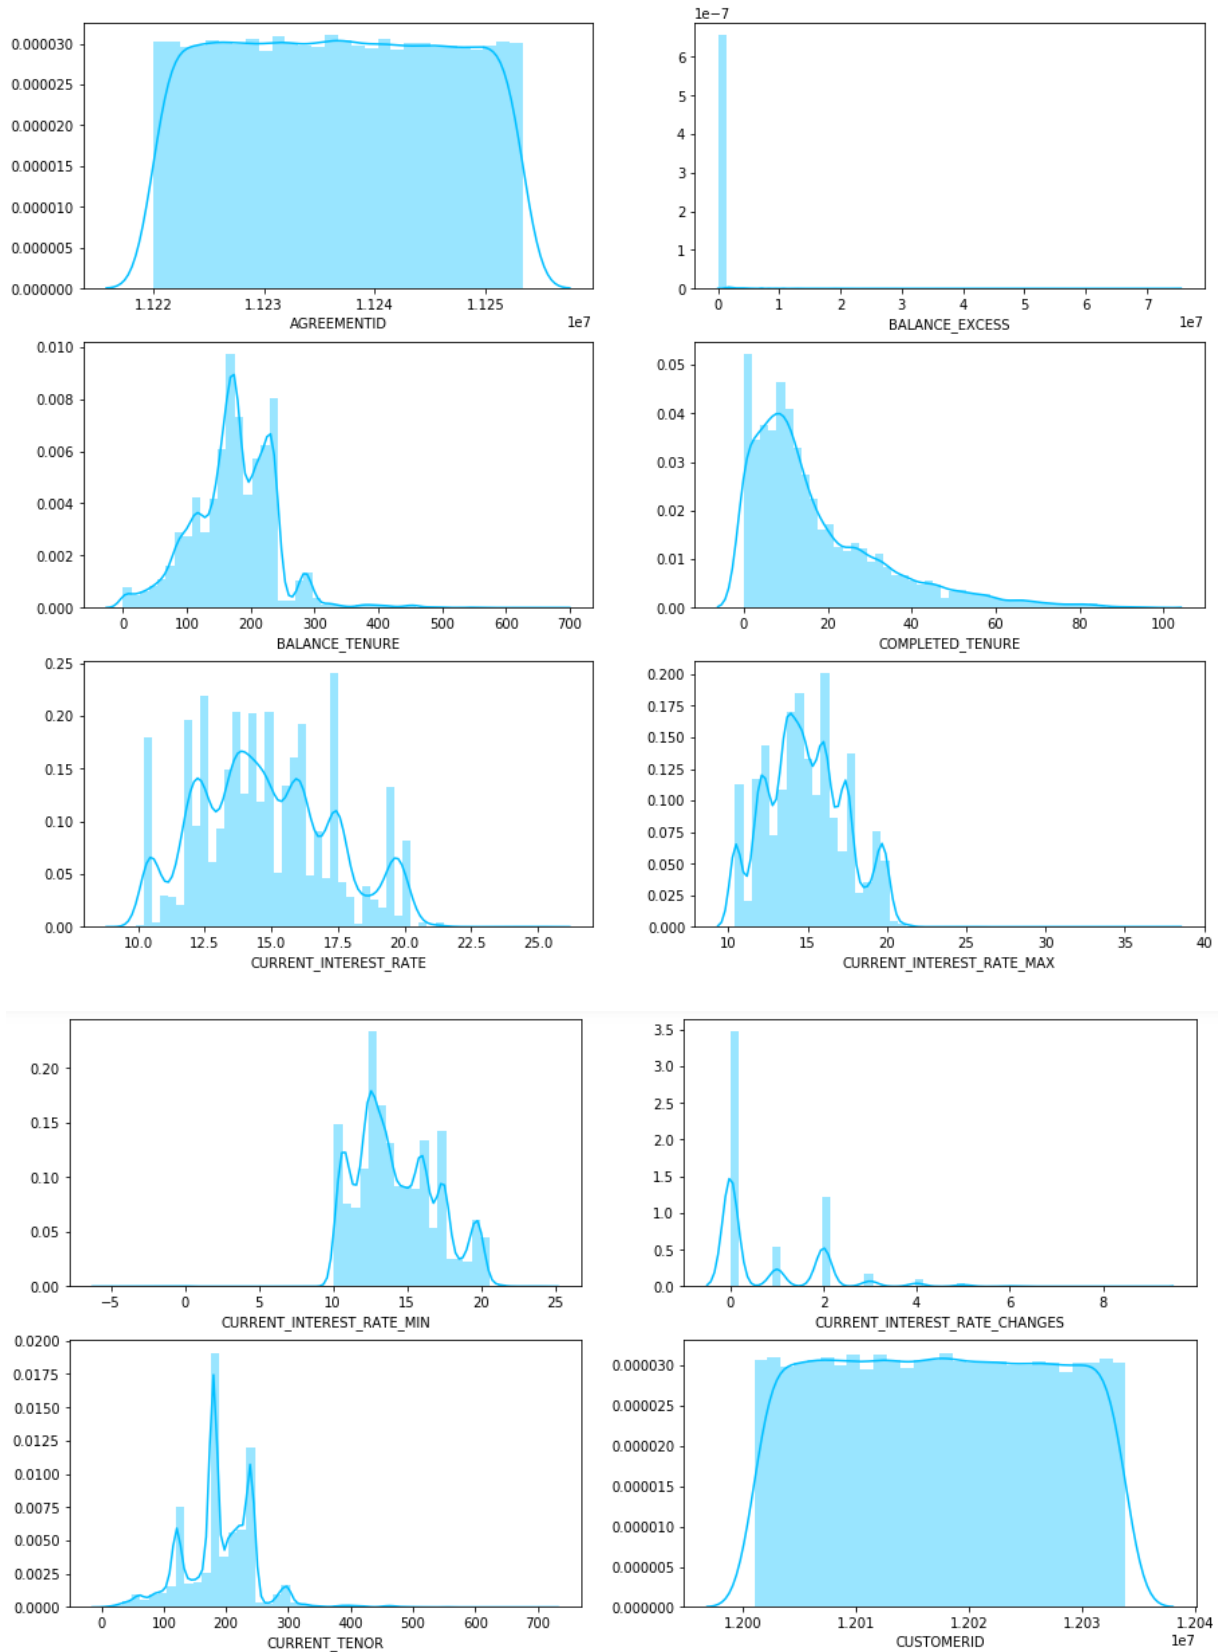 0.000030
0.000025
0.000020
0.000015
0.000010
0.000005
0.000000
1.122 1.123 1.124 1.125
1e7
AGREEMENTID
1e−7
6
5
4
3
2
1
0
0 1 2 3 4 5 6 7
1e7
BALANCE_EXCESS
0.010
0.008
0.006
0.004
0.002
0.000
0 100 200 300 400 500 600 700
BALANCE_TENURE
0.05
0.04
0.03
0.02
0.01
0.00
0 20 40 60 80 100
COMPLETED_TENURE
0.25
0.20
0.15
0.10
0.05
0.00
10.0 12.5 15.0 17.5 20.0 22.5 25.0
CURRENT_INTEREST_RATE
0.200
0.175
0.150
0.125
0.100
0.075
0.050
0.025
0.000
10 15 20 25 30 35 40
CURRENT_INTEREST_RATE_MAX
0.20
0.15
0.10
0.05
0.00
−5 0 5 10 15 20 25
CURRENT_INTEREST_RATE_MIN
3.5
3.0
2.5
2.0
1.5
1.0
0.5
0.0
0 2 4 6 8
CURRENT_INTEREST_RATE_CHANGES
0.0200
0.0175
0.0150
0.0125
0.0100
0.0075
0.0050
0.0025
0.0000
0 100 200 300 400 500 600 700
CURRENT_TENOR
0.000030
0.000025
0.000020
0.000015
0.000010
0.000005
0.000000
1.200 1.201 1.202 1.203 1.204
1e7
CUSTOMERID